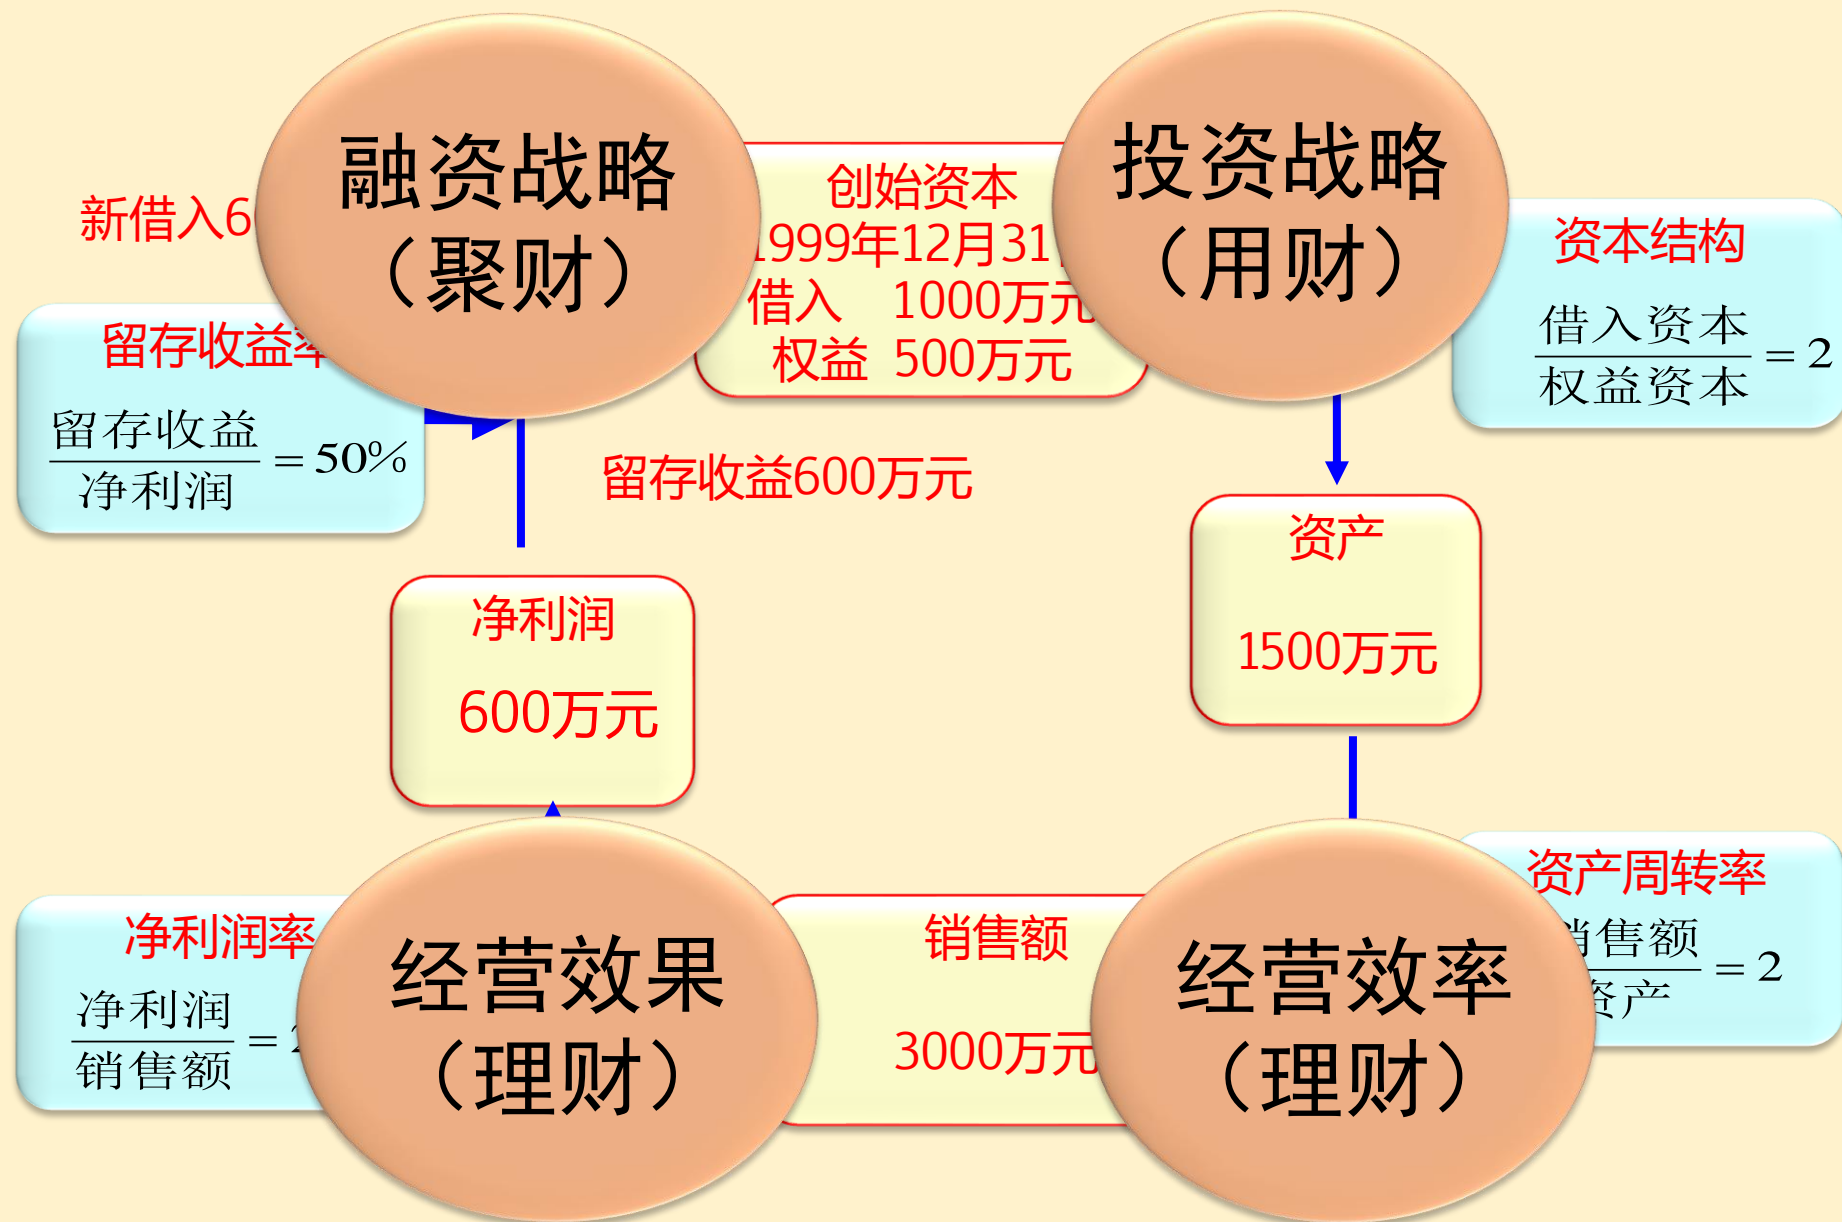 融资战略
（聚财）
投资战略
（用财）
新借入6
创始资本
1999年12月31
借入 1000万元
权益 500万元
资本结构
借入资本
权益资本
= 2
留存收益率
留存收益
净利润
= 50%
留存收益600万元
资产
1500万元
净利润
600万元
净利润率
净利润
销售额
=
经营效果
（理财）
销售额
3000万元
经营效率
（理财）
资产周转率
销售额
资产
= 2